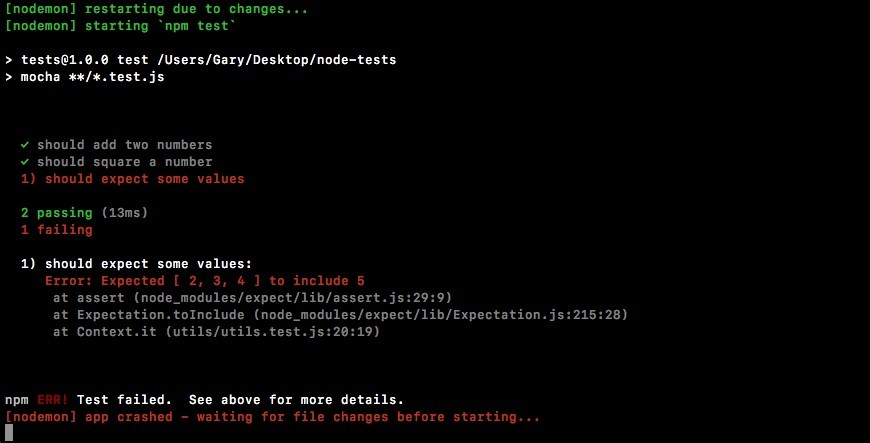 [nodemon] restarting due to changes...
[nodemon] starting `npm test`
> tests@1.0.0 test /Users/Gary/Desktop/node-tests
> mocha **/*.test.js
✓ should add two numbers
✓ should square a number
1) should expect some values
2 passing (13ms)
1 failing
1) should expect some values:
Error: Expected [ 2, 3, 4 ] to include 5
at assert (node_modules/expect/lib/assert.js:29:9)
at Expectation.toInclude (node_modules/expect/lib/Expectation.js:215:28)
at Context.it (utils/utils.test.js:20:19)
npm ERR! Test failed.  See above for more details.
[nodemon] app crashed - waiting for file changes before starting...